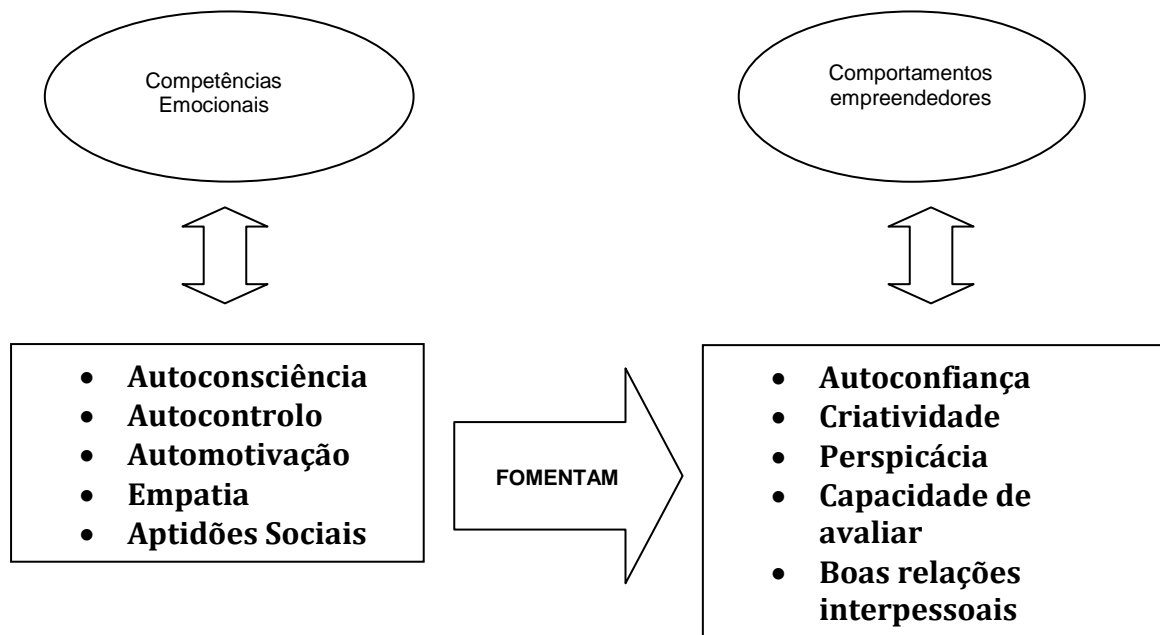 Competências
Emocionais
Comportamentos
empreendedores
• Autoconsciência
• Autocontrolo
• Automotivação
• Empatia
• Aptidões Sociais
FOMENTAM
• Autoconfiança
• Criatividade
• Perspicácia
• Capacidade de
avaliar
• Boas relações
interpessoais